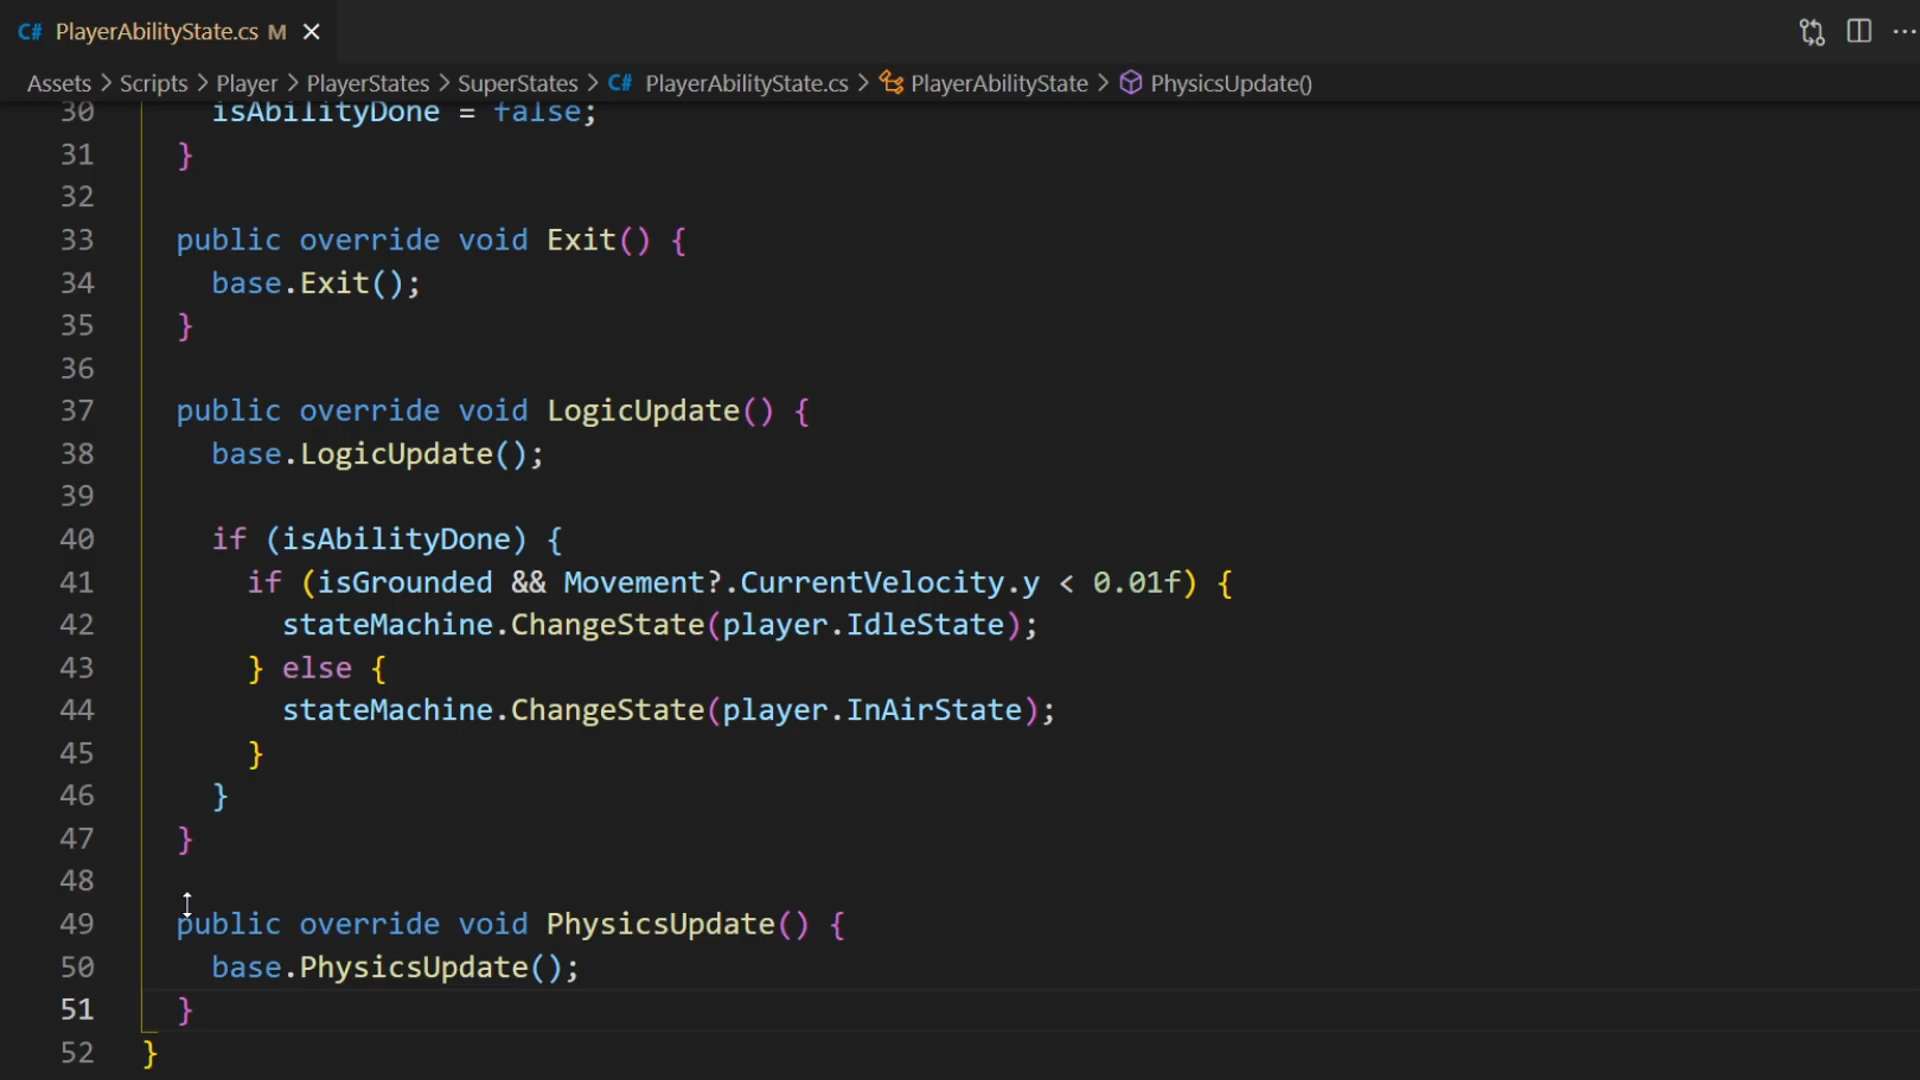 C# PlayerAbilityState.cs M
Assets > Scripts > Player > PlayerStates > SuperStates > C# PlayerAbilityState.cs > PlayerAbilityState > PhysicsUpdate()
30 isAbilityDone = false;
31 }
32
33 public override void Exit() {
34 base.Exit();
35 }
36
37 public override void LogicUpdate() {
38 base.LogicUpdate();
39
40 if (isAbilityDone) {
41 if (isGrounded && Movement?.CurrentVelocity.y < 0.01f) {
42 stateMachine.ChangeState(player.IdleState);
43 } else {
44 stateMachine.ChangeState(player.InAirState);
45 }
46 }
47 }
48
49 public override void PhysicsUpdate() {
50 base.PhysicsUpdate();
51 }
52 }